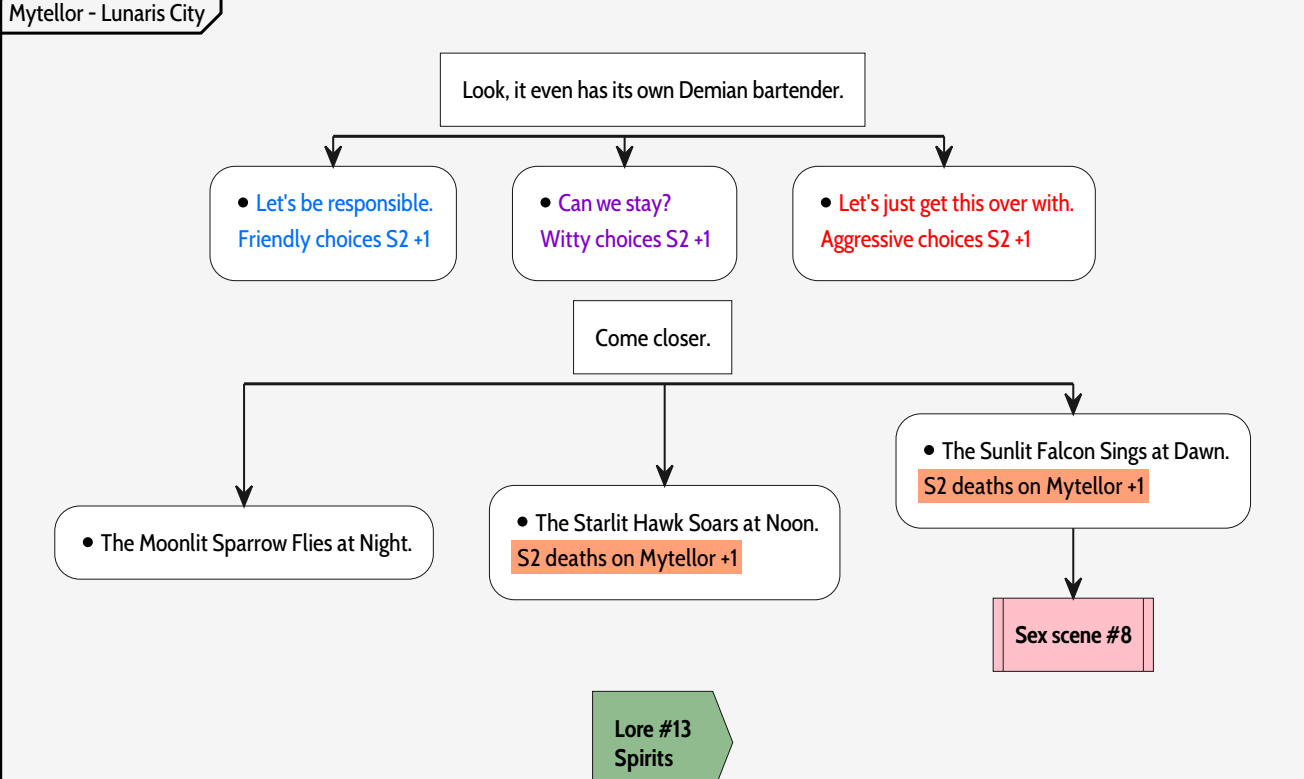 Mytellor - Lunaris City
Look, it even has its own Demian bartender.
• Let's be responsible.
Friendly choices S2 +1
• Can we stay?
Witty choices S2 +1
• Let's just get this over with.
Aggressive choices S2 +1
Come closer.
• The Moonlit Sparrow Flies at Night.
• The Starlit Hawk Soars at Noon.
S2 deaths on Mytellor +1
• The Sunlit Falcon Sings at Dawn.
S2 deaths on Mytellor +1
Sex scene #8
Lore #13
Spirits